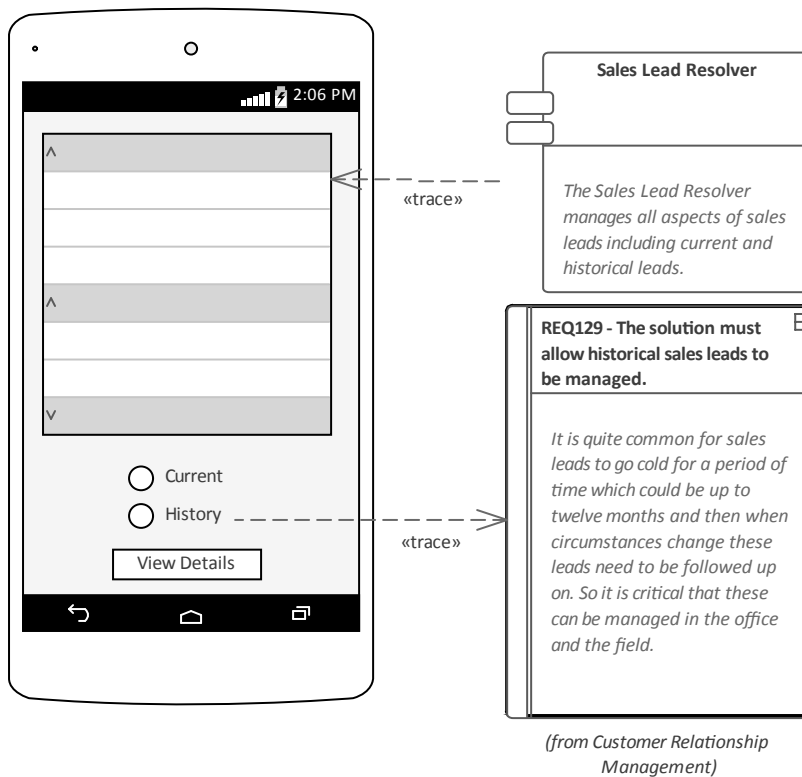 2:06 PM
Current
History
View Details
«trace»
«trace»
Sales Lead Resolver
The Sales Lead Resolver
manages all aspects of sales
leads including current and
historical leads.
REQ129 - The solution must
allow historical sales leads to
be managed.
It is quite common for sales
leads to go cold for a period of
time which could be up to
twelve months and then when
circumstances change these
leads need to be followed up
on. So it is critical that these
can be managed in the office
and the field.
(from Customer Relationship
Management)